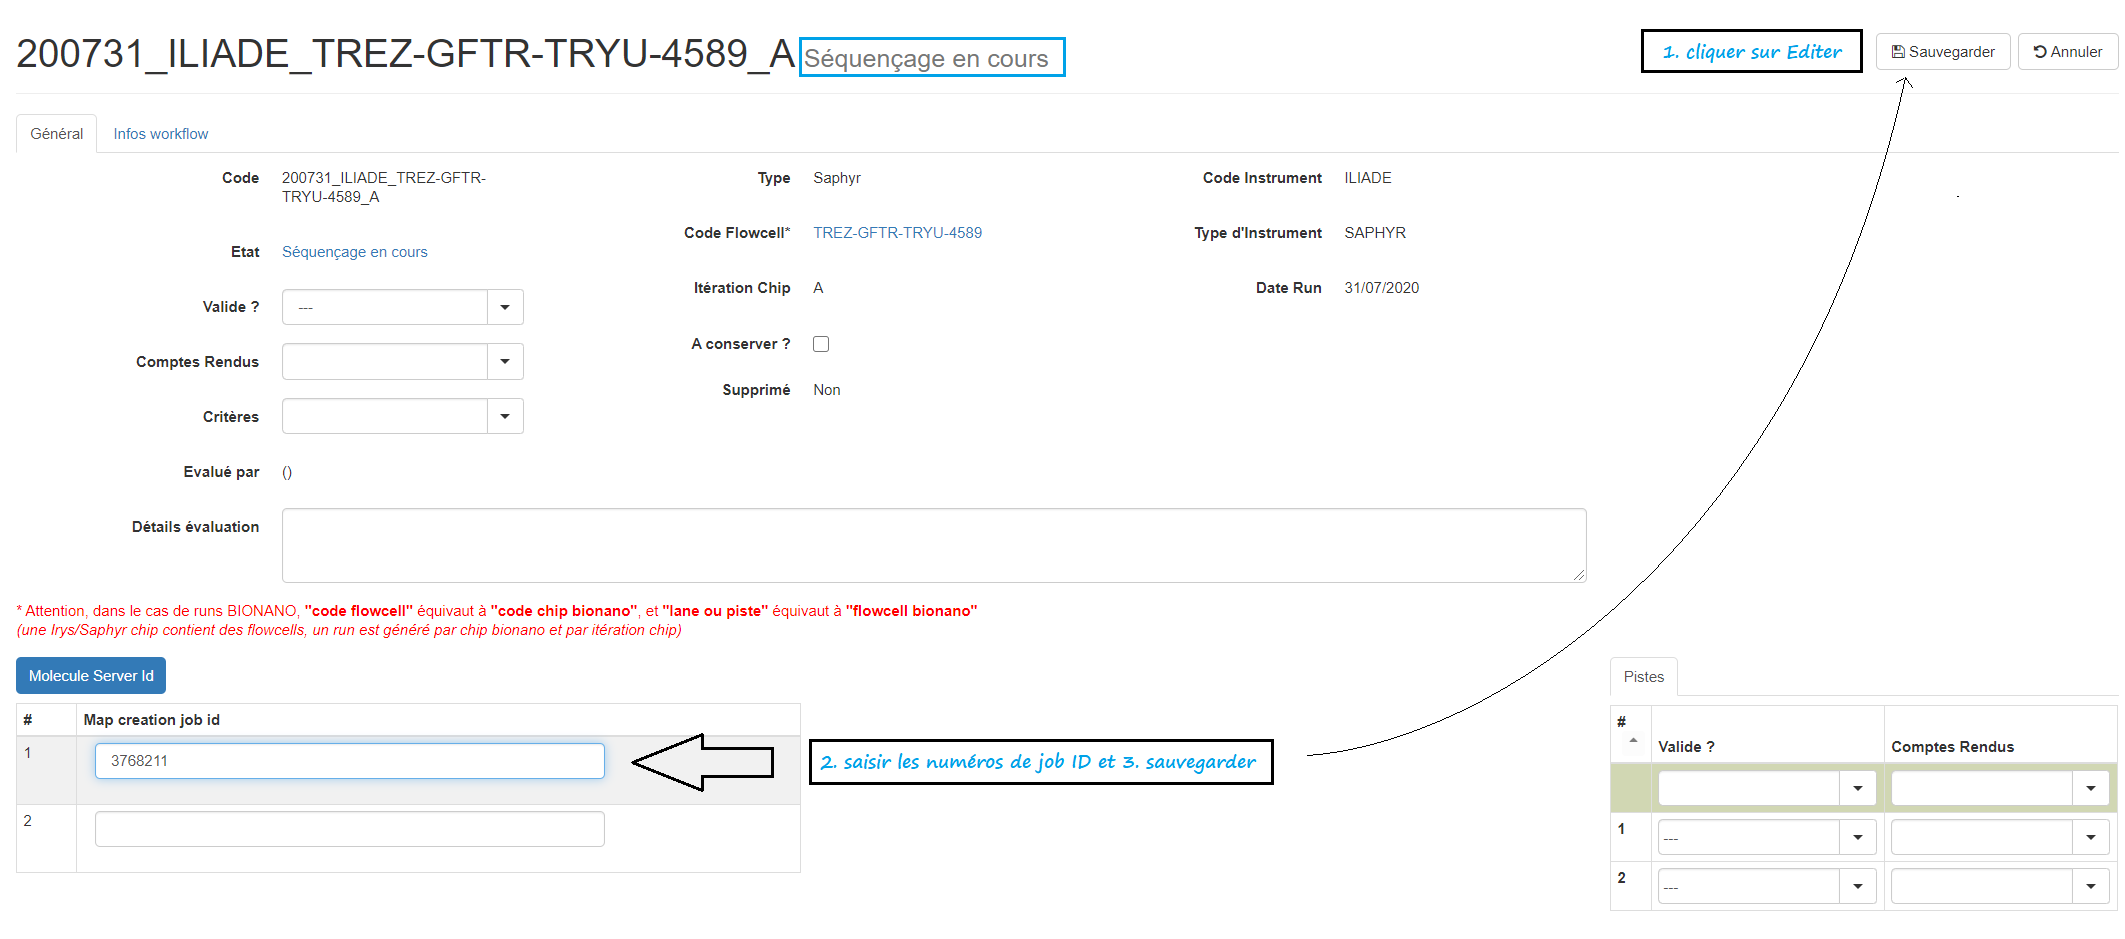 200731_ILIADE_TREZ-GFTR-TRYU-4589_A Séquençage en cours
1. cliquer sur Editer
Sauvegarder
Annuler
Général
Infos workflow
Code
200731_ILIADE_TREZ-GFTR-
TRYU-4589_A
Type
Saphyr
Code Instrument
ILIADE
Code Flowcell*
TREZ-GFTR-TRYU-4589
Type d'Instrument
SAPHYR
Etat
Séquençage en cours
Itération Chip
A
Date Run
31/07/2020
Valide ?
---
A conserver ?
Comptes Rendus
Supprimé
Non
Critères
Evalué par
()
Détails évaluation
* Attention, dans le cas de runs BIONANO, "code flowcell" équivaut à "code chip bionano", et "lane ou piste" équivaut à "flowcell bionano"
(une Irys/Saphyr chip contient des flowcells, un run est généré par chip bionano et par itération chip)
Molecule Server Id
# Map creation job id
1 3768211
2
2. saisir les numéros de job ID et 3. sauvegarder
Pistes
# Valide ? Comptes Rendus
1 ---
2 ---